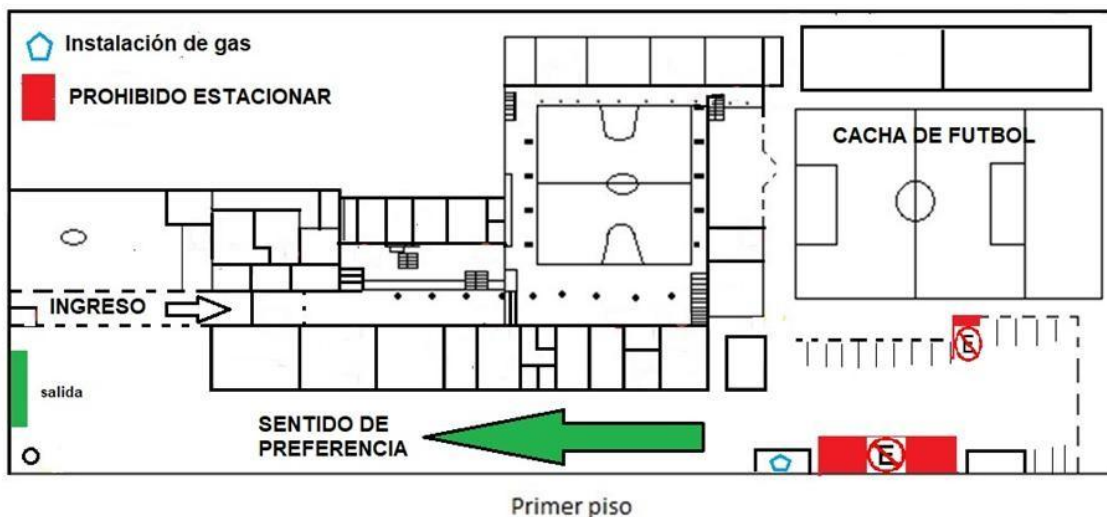 Instalación de gas
PROHIBIDO ESTACIONAR
CACHA DE FUTBOL
INGRESO
salida
SENTIDO DE
PREFERENCIA
E
E
Primer piso